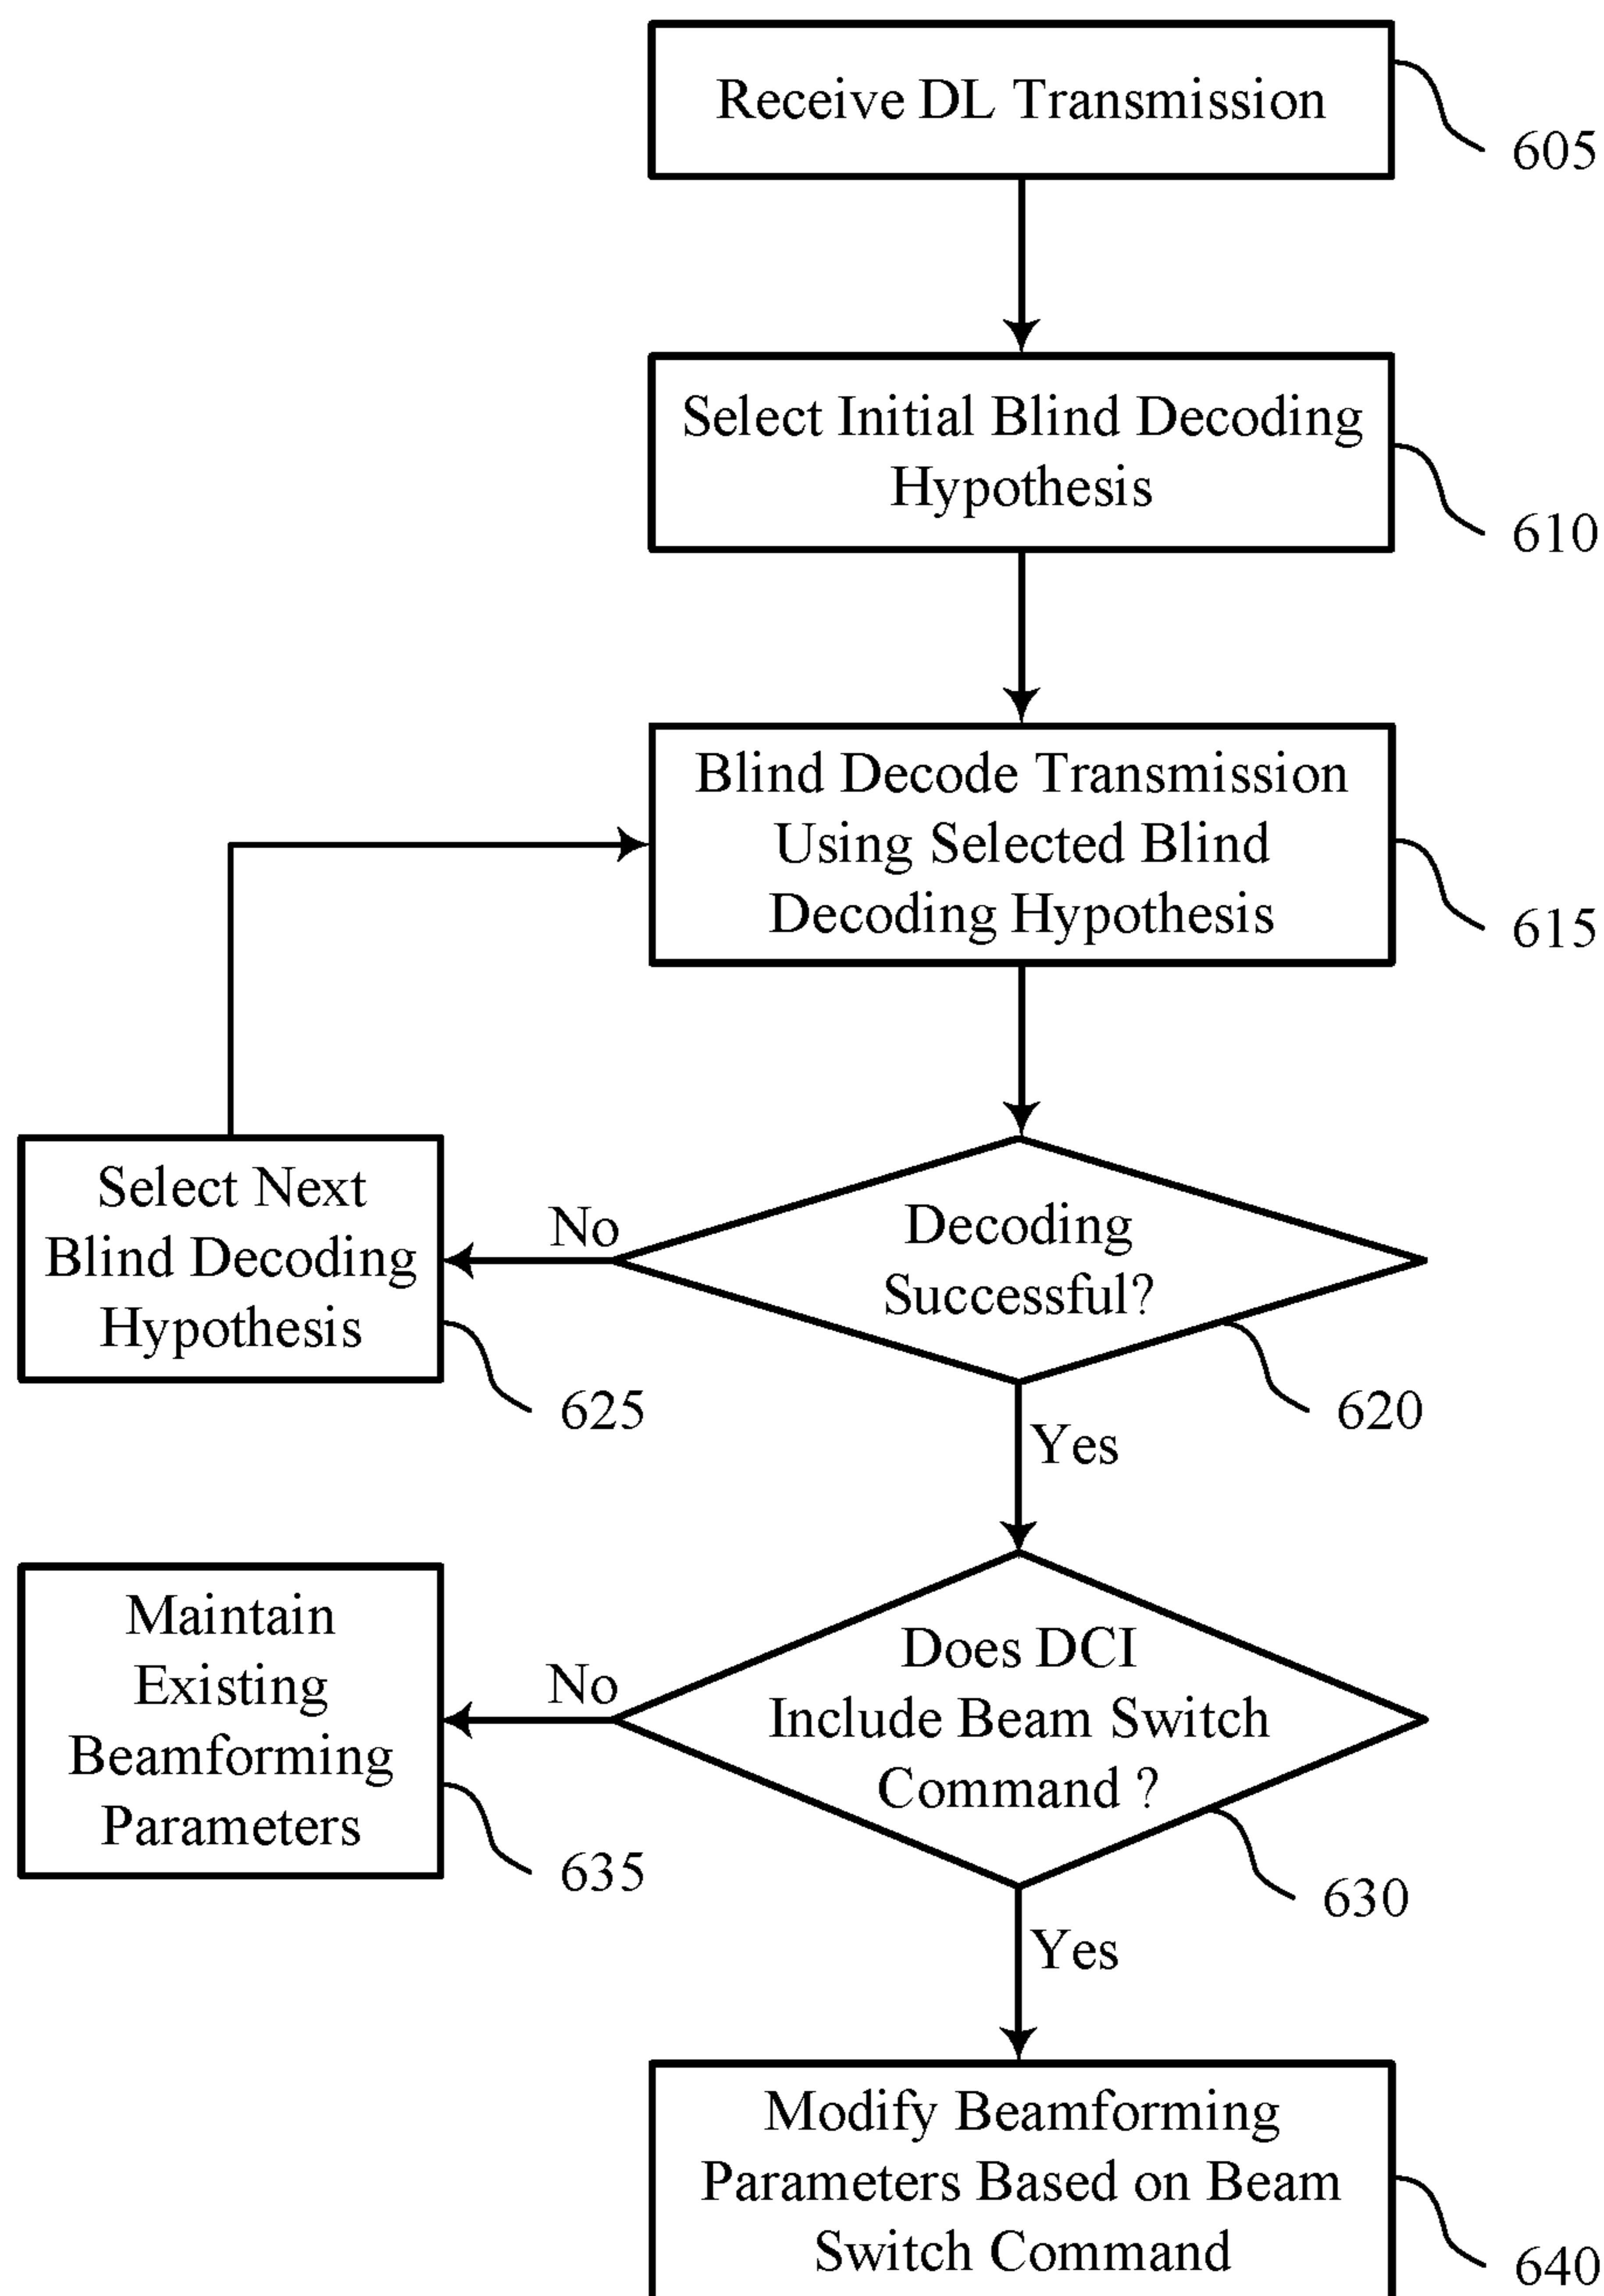 Receive DL Transmission
605
Select Initial Blind Decoding
Hypothesis
610
Blind Decode Transmission
Using Selected Blind
Decoding Hypothesis
615
Select Next
Blind Decoding
Hypothesis
625
No
Decoding
Successful?
620
Yes
Maintain
Existing
Beamforming
Parameters
635
No
Does DCI
Include Beam Switch
Command ?
630
Yes
Modify Beamforming
Parameters Based on Beam
Switch Command
640